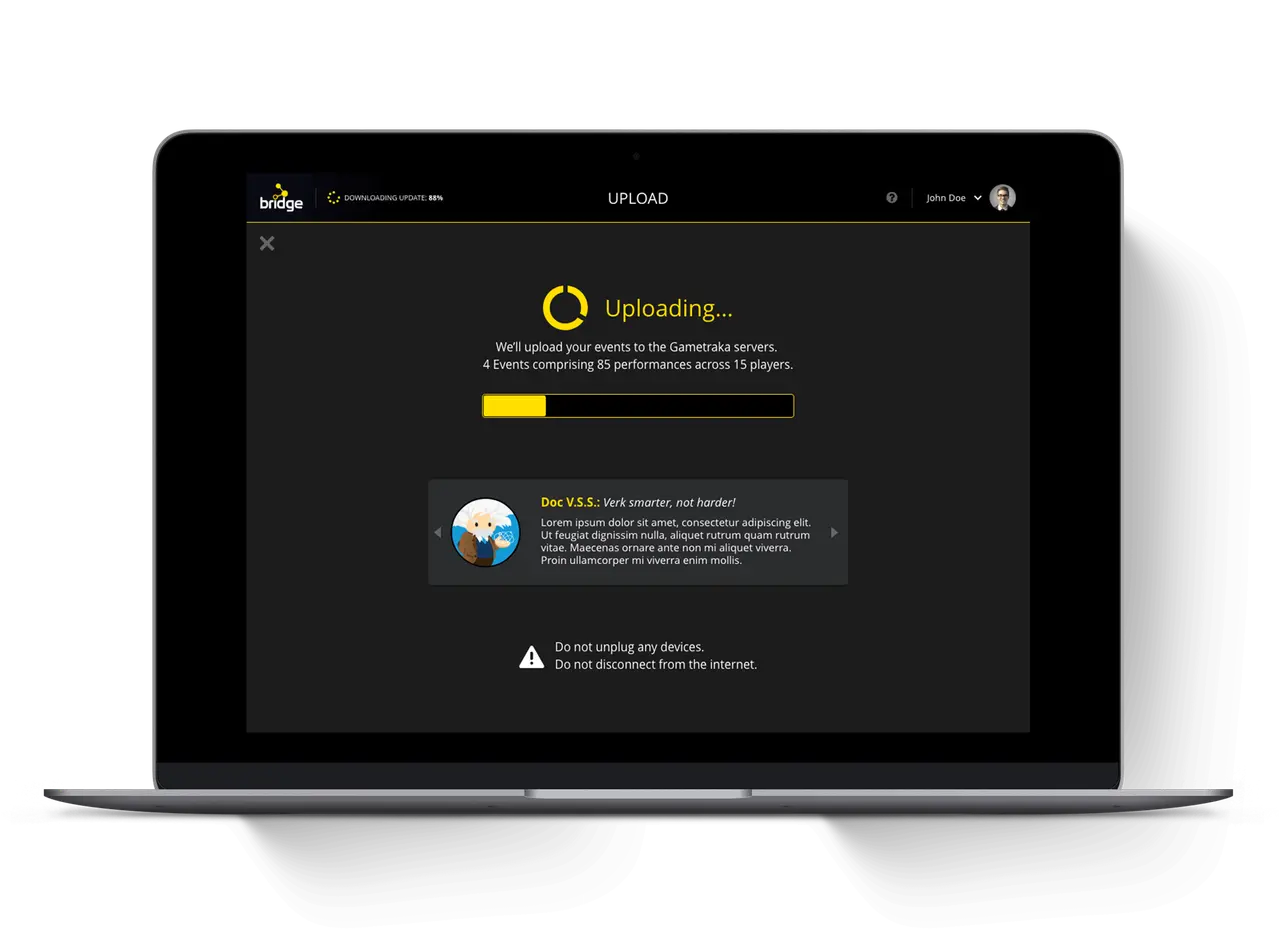 bridge
DOWNLOADING UPDATE: 88%
UPLOAD
John Doe
Uploading...
We'll upload your events to the Gametraka servers.
4 Events comprising 85 performances across 15 players.
Doc V.S.S.: Verk smarter, not harder!
Lorem ipsum dolor sit amet, consectetur adipiscing elit.
Ut feugiat dignissim nulla, aliquet rutrum quam rutrum
vitae. Maecenas ornare ante non mi aliquet viverra.
Proin ullamcorper mi viverra enim mollis.
Do not unplug any devices.
Do not disconnect from the internet.